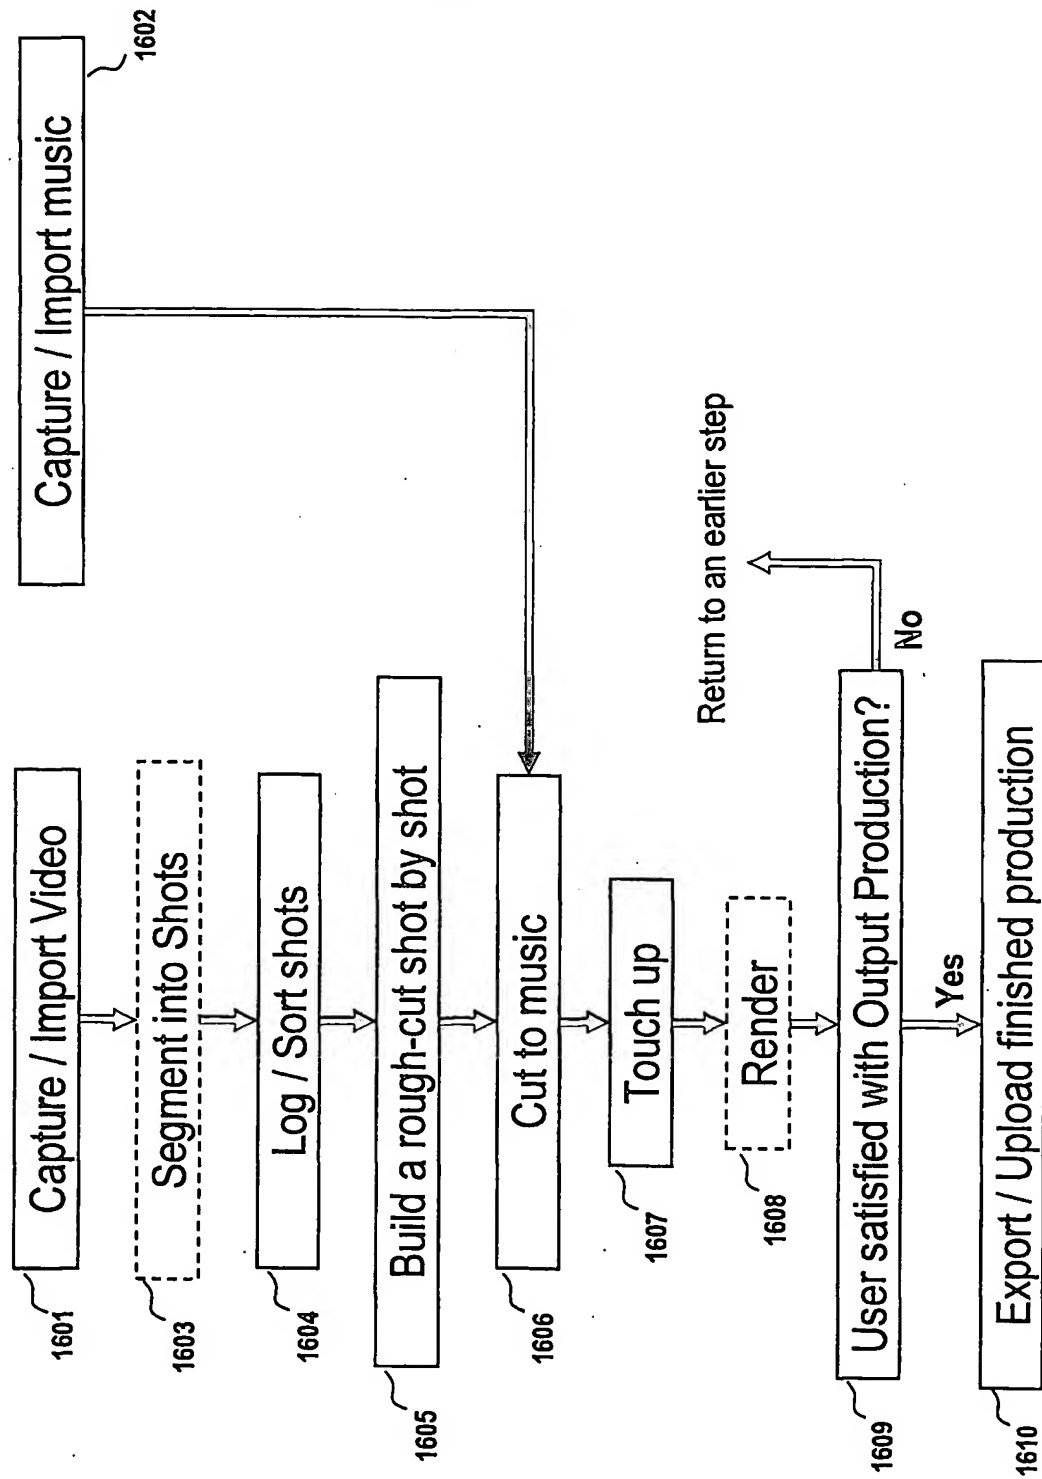 Capture / Import Video
1601
Capture / Import music
1602
Segment into Shots
1603
Log / Sort shots
1604
Build a rough-cut shot by shot
1605
Cut to music
1606
Touch up
1607
Render
1608
Return to an earlier step
User satisfied with Output Production?
1609
No
Yes
Export / Upload finished production
1610